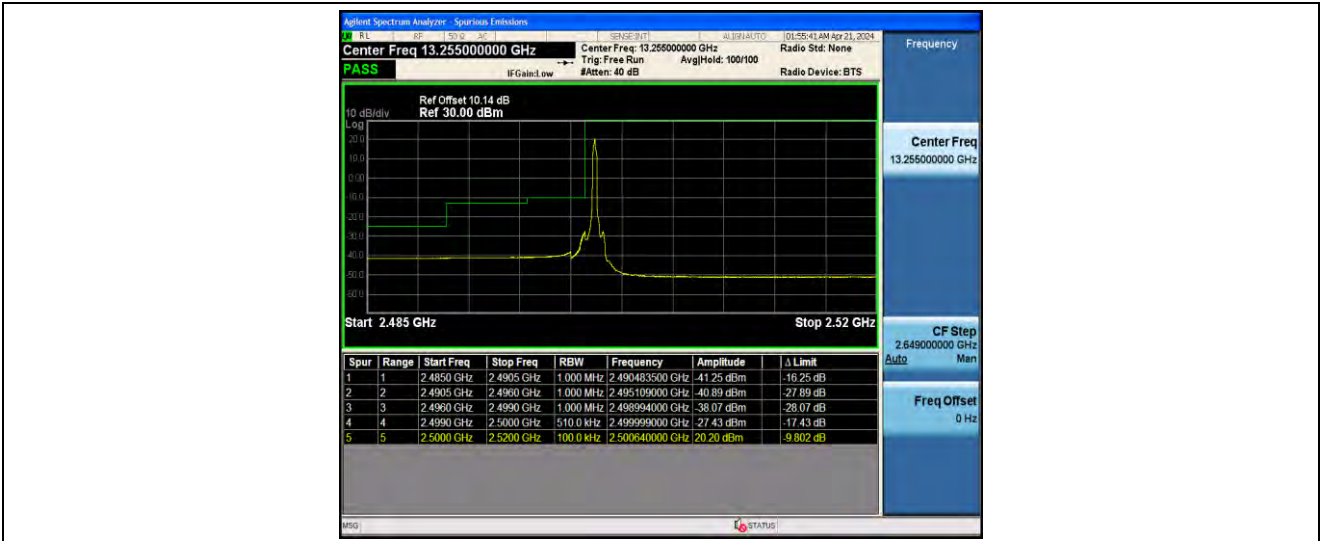 Agilent Spectrum Analyzer - Spurious Emissions
RL RF 50 Ω AC SENSE:INT ALIGNAUTO 01:55:41 AM Apr 21, 2024
Center Freq 13.255000000 GHz Center Freq: 13.255000000 GHz Radio Std: None
Trig: Free Run Avg|Hold: 100/100
PASS IFGain:Low #Atten: 40 dB Radio Device: BTS
Ref Offset 10.14 dB
10 dB/div Ref 30.00 dBm
Log
20.0
10.0
0.00
-10.0
-20.0
-30.0
-40.0
-50.0
-60.0
Start 2.485 GHz Stop 2.52 GHz
Spur Range Start Freq Stop Freq RBW Frequency Amplitude Δ Limit
1 1 2.4850 GHz 2.4905 GHz 1.000 MHz 2.490483500 GHz -41.25 dBm -16.25 dB
2 2 2.4905 GHz 2.4960 GHz 1.000 MHz 2.495109000 GHz -40.89 dBm -27.89 dB
3 3 2.4960 GHz 2.4990 GHz 1.000 MHz 2.498994000 GHz -38.07 dBm -28.07 dB
4 4 2.4990 GHz 2.5000 GHz 510.0 kHz 2.499999000 GHz -27.43 dBm -17.43 dB
5 5 2.5000 GHz 2.5200 GHz 100.0 kHz 2.500640000 GHz 20.20 dBm -9.802 dB
MSG STATUS
Frequency
Center Freq
13.255000000 GHz
CF Step
2.649000000 GHz
Auto Man
Freq Offset
0 Hz